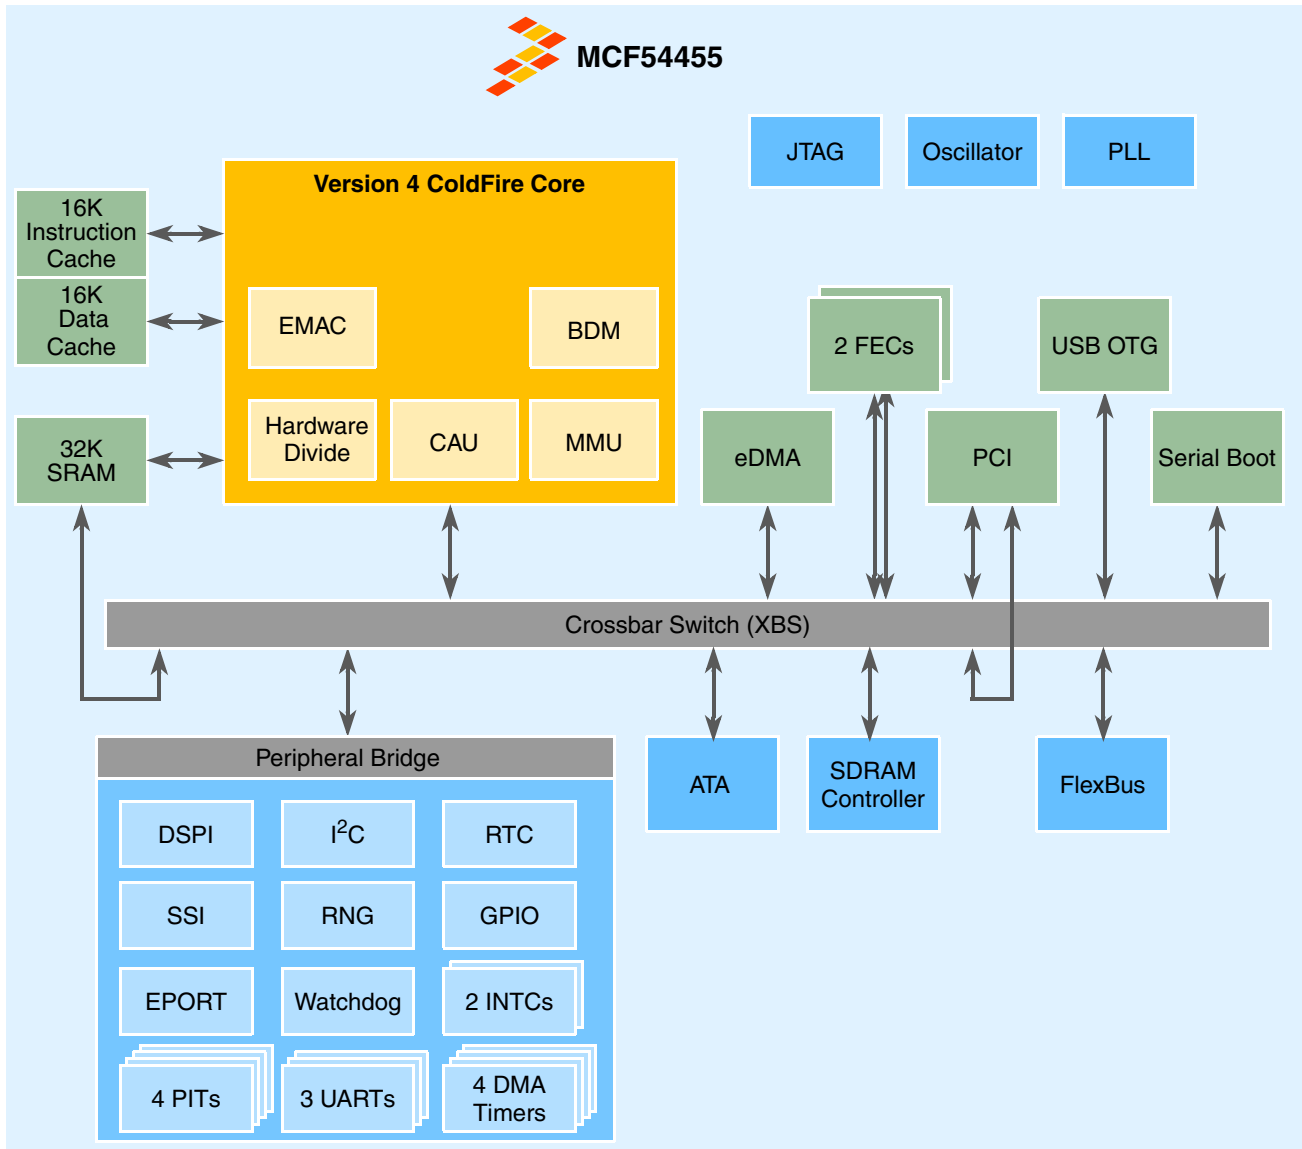 MCF54455
JTAG
Oscillator
PLL
Version 4 ColdFire Core
16K
Instruction
Cache
16K
Data
Cache
EMAC
BDM
2 FECs
USB OTG
32K
SRAM
Hardware
Divide
CAU
MMU
eDMA
PCI
Serial Boot
Crossbar Switch (XBS)
Peripheral Bridge
ATA
SDRAM
Controller
FlexBus
DSPI
I²C
RTC
SSI
RNG
GPIO
EPORT
Watchdog
2 INTCs
4 PITs
3 UARTs
4 DMA
Timers